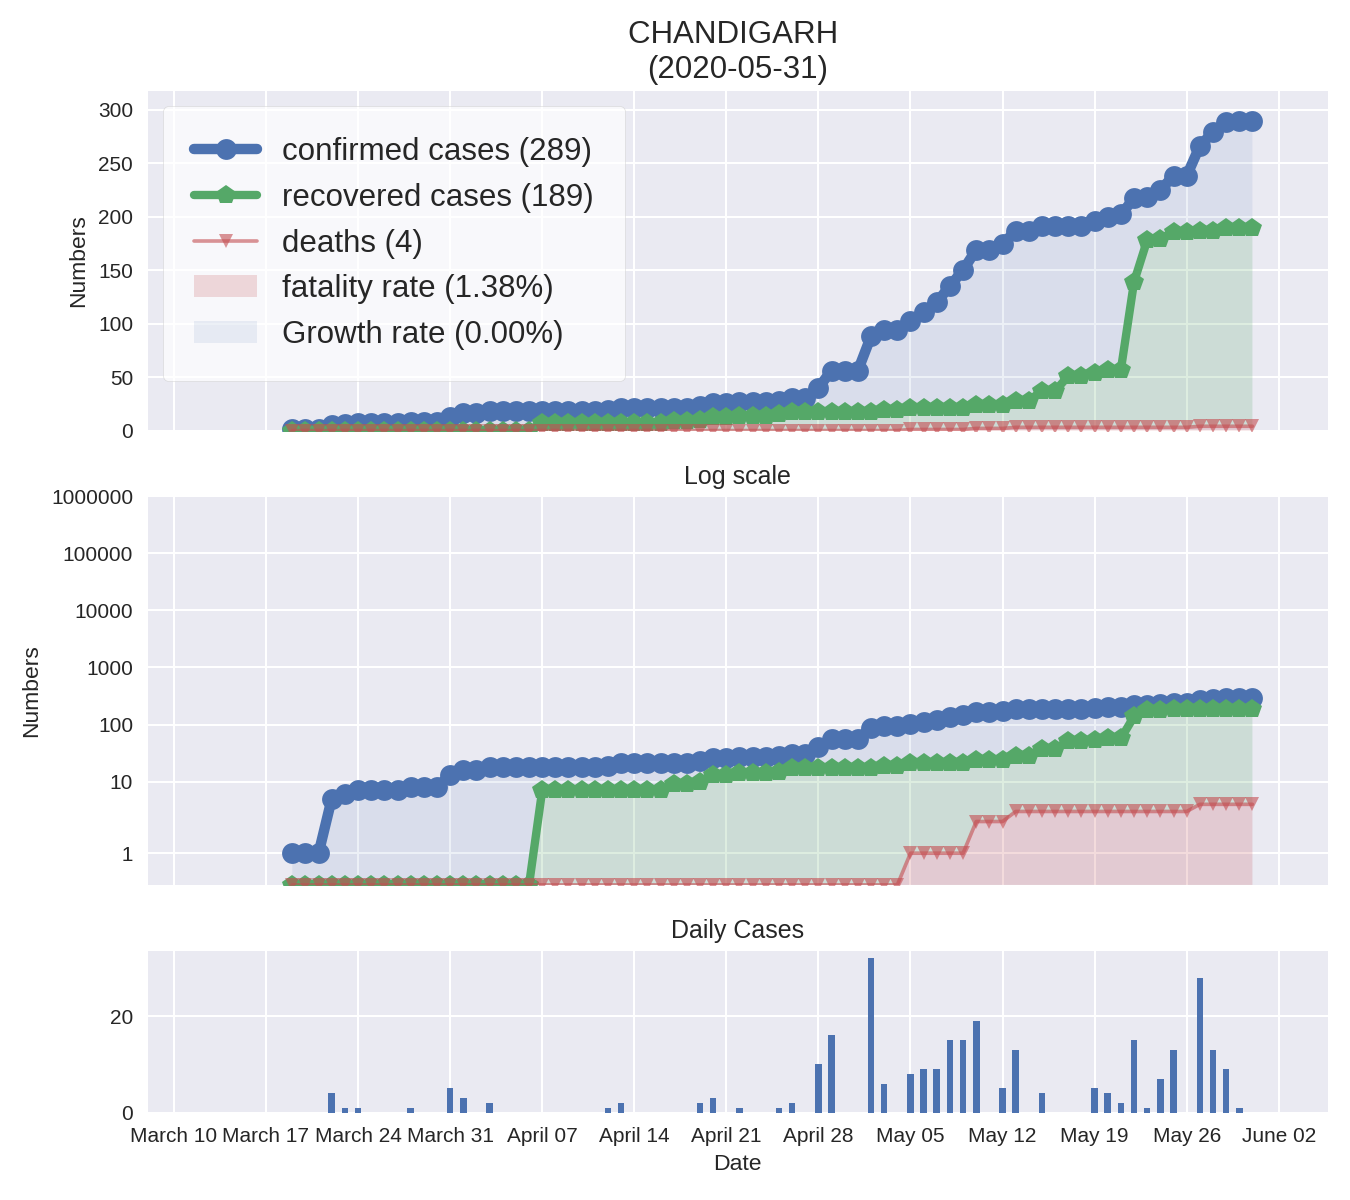 CHANDIGARH
(2020-05-31)
300
250
200
150
100
50
0
Numbers
confirmed cases (289)
recovered cases (189)
deaths (4)
fatality rate (1.38%)
Growth rate (0.00%)
Log scale
1000000
100000
10000
1000
100
10
1
Numbers
Daily Cases
20
0
March 10 March 17 March 24 March 31 April 07 April 14 April 21 April 28 May 05 May 12 May 19 May 26 June 02
Date